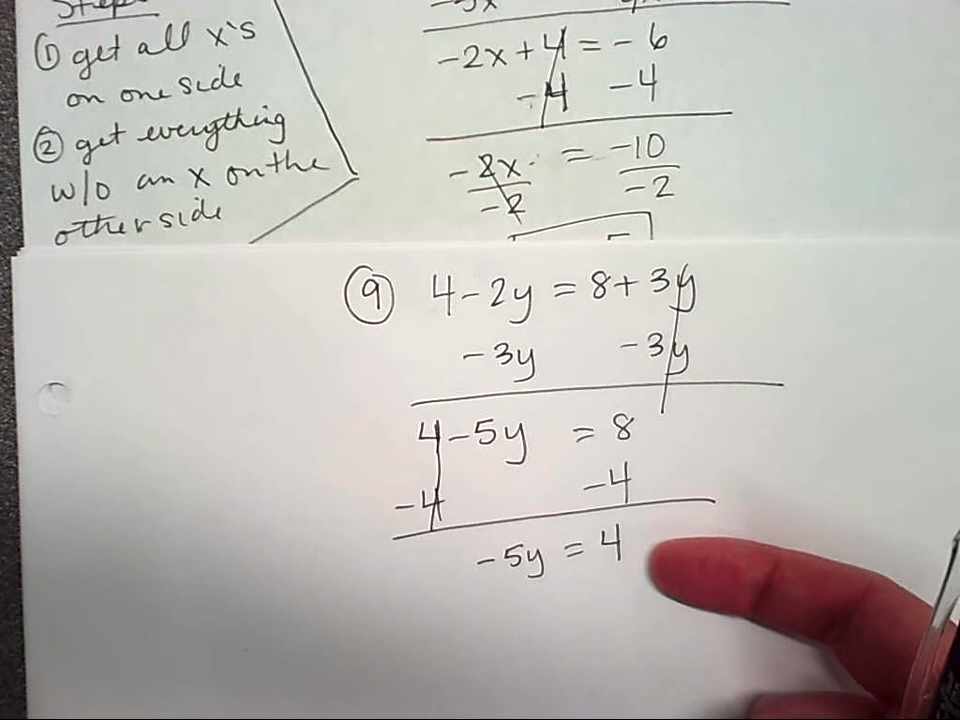 Steps
① get all x's
on one side
② get everything
w/o an x on the
other side
-2x + 4 = -6
-4 -4
-2x = -10
-2 -2
⑨ 4 - 2y = 8 + 3y
-3y -3y
4 - 5y = 8
-4 -4
-5y = 4